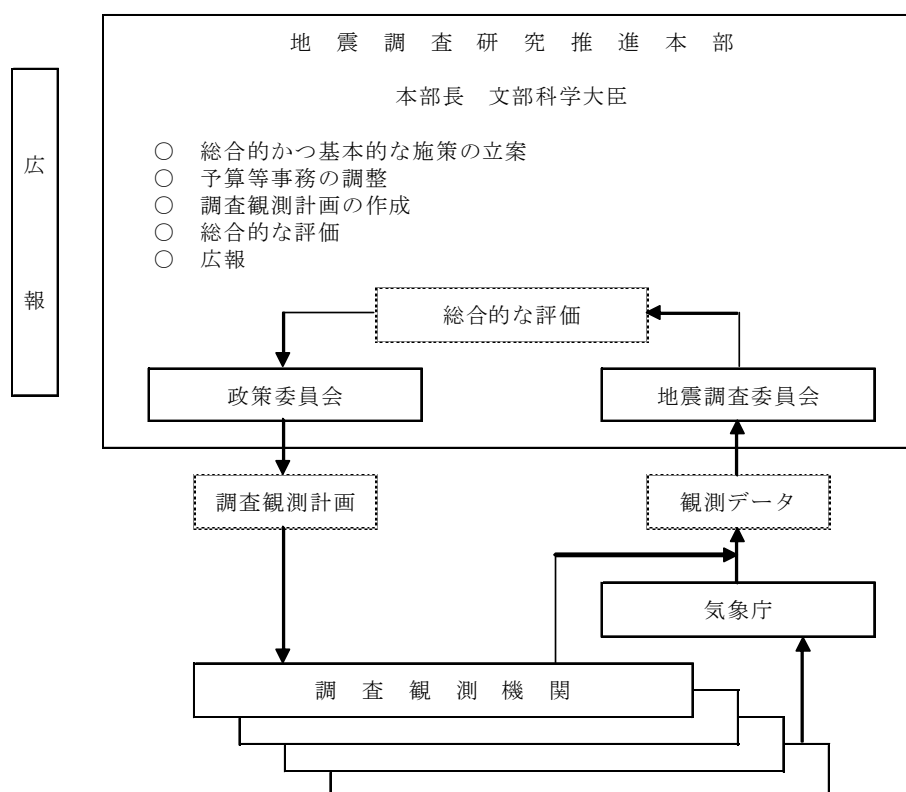 地震調査研究推進本部
本部長 文部科学大臣
広報
○ 総合的かつ基本的な施策の立案
○ 予算等事務の調整
○ 調査観測計画の作成
○ 総合的な評価
○ 広報
総合的な評価
政策委員会
地震調査委員会
調査観測計画
観測データ
気象庁
調査観測機関